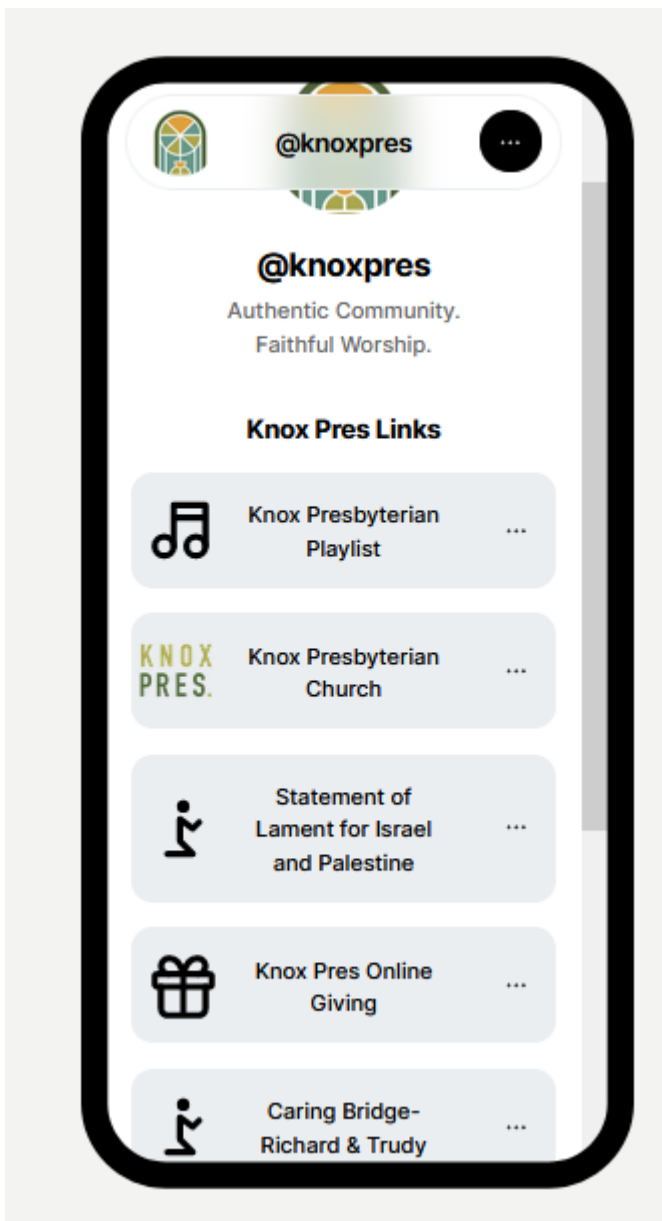 @knoxpres
...
@knoxpres
Authentic Community.
Faithful Worship.
Knox Pres Links
Knox Presbyterian
Playlist
...
KNOX
PRES.
Knox Presbyterian
Church
...
Statement of
Lament for Israel
and Palestine
...
Knox Pres Online
Giving
...
Caring Bridge-
Richard & Trudy
...